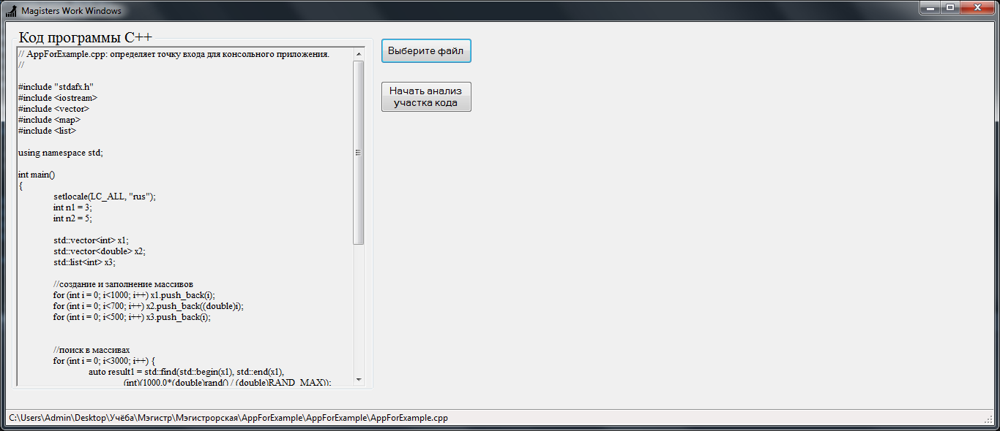 Magisters Work Windows
Код программы C++
// AppForExample.cpp: определяет точку входа для консольного приложения.
//
#include "stdafx.h"
#include <iostream>
#include <vector>
#include <map>
#include <list>
using namespace std;
int main()
{
setlocale(LC_ALL, "rus");
int n1 = 3;
int n2 = 5;
std::vector<int> x1;
std::vector<double> x2;
std::list<int> x3;
//создание и заполнение массивов
for (int i = 0; i<1000; i++) x1.push_back(i);
for (int i = 0; i<700; i++) x2.push_back((double)i);
for (int i = 0; i<500; i++) x3.push_back(i);
//поиск в массивах
for (int i = 0; i<3000; i++) {
auto result1 = std::find(std::begin(x1), std::end(x1),
(int)(1000.0*(double)rand() / (double)RAND_MAX));
Выберите файл
Начать анализ
участка кода
C:\Users\Admin\Desktop\Учёба\Мэгистр\Мэгистрорская\AppForExample\AppForExample\AppForExample.cpp